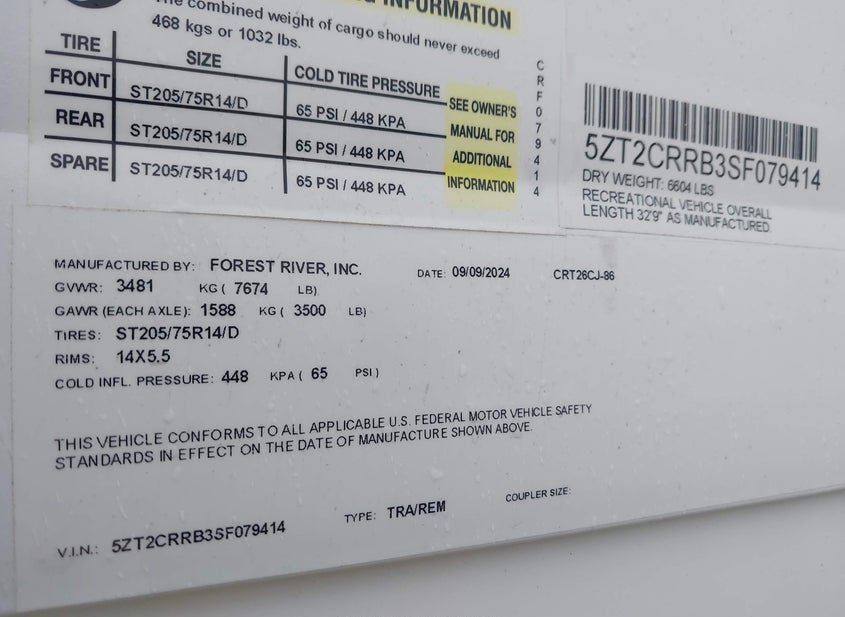 INFORMATION
The combined weight of cargo should never exceed
468 kgs or 1032 lbs.
TIRE SIZE COLD TIRE PRESSURE
FRONT ST205/75R14/D 65 PSI / 448 KPA
REAR ST205/75R14/D 65 PSI / 448 KPA
SPARE ST205/75R14/D 65 PSI / 448 KPA
SEE OWNER'S
MANUAL FOR
ADDITIONAL
INFORMATION
CRF079414
5ZT2CRRB3SF079414
DRY WEIGHT: 6604 LBS
RECREATIONAL VEHICLE OVERALL
LENGTH 32'9" AS MANUFACTURED.
MANUFACTURED BY: FOREST RIVER, INC. DATE: 09/09/2024 CRT26CJ-86
GVWR: 3481 KG ( 7674 LB)
GAWR (EACH AXLE): 1588 KG ( 3500 LB)
TIRES: ST205/75R14/D
RIMS: 14X5.5
COLD INFL. PRESSURE: 448 KPA ( 65 PSI )
THIS VEHICLE CONFORMS TO ALL APPLICABLE U.S. FEDERAL MOTOR VEHICLE SAFETY
STANDARDS IN EFFECT ON THE DATE OF MANUFACTURE SHOWN ABOVE.
V.I.N.: 5ZT2CRRB3SF079414 TYPE: TRA/REM COUPLER SIZE: